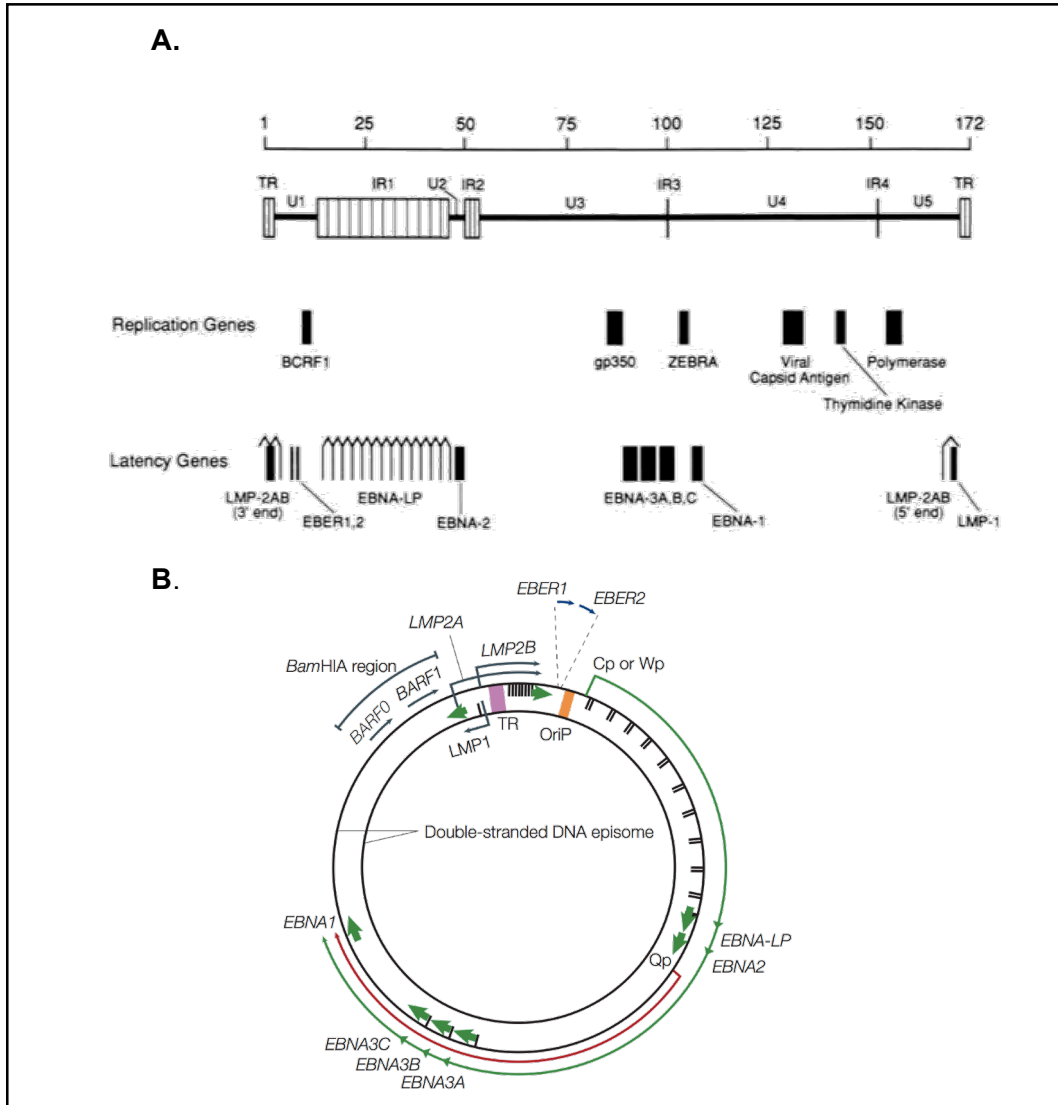 A.
1 25 50 75 100 125 150 172
TR U1 IR1 U2 IR2 U3 IR3 U4 IR4 U5 TR
Replication Genes
BCRF1 gp350 ZEBRA Viral Capsid Antigen Thymidine Kinase Polymerase
Latency Genes
LMP-2AB (3' end) EBER1,2 EBNA-LP EBNA-2 EBNA-3A,B,C EBNA-1 LMP-2AB (5' end) LMP-1
B.
EBER1
EBER2
LMP2A
LMP2B
Cp or Wp
BamHIA region
BARF1
BARF0
TR
OriP
LMP1
Double-stranded DNA episome
EBNA1
EBNA-LP
Qp
EBNA2
EBNA3C
EBNA3B
EBNA3A